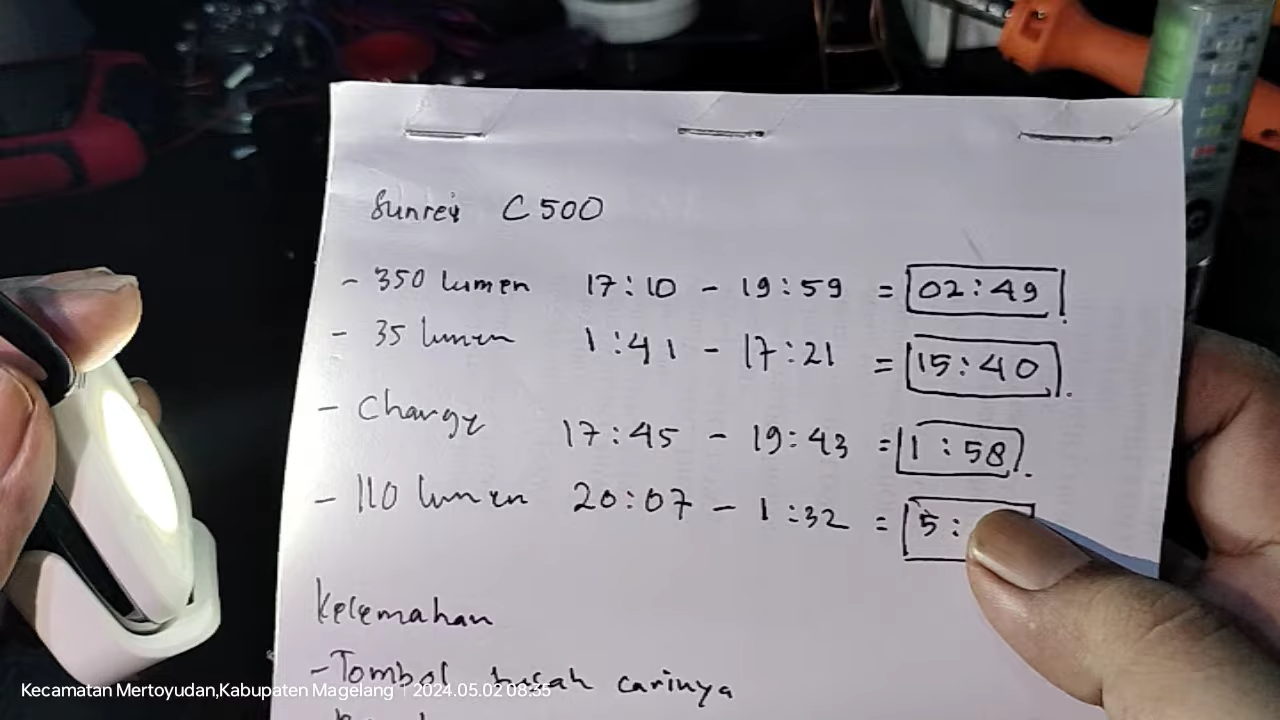 Sunrei C500
- 350 lumen 17:10 - 19:59 = 02:49
- 35 lumen 1:41 - 17:21 = 15:40
- Charge 17:45 - 19:43 = 1:58
- 110 lumen 20:07 - 1:32 = 5:
Kelemahan
- Tombol susah carinya
Kecamatan Mertoyudan,Kabupaten Magelang | 2024.05.02 08:35